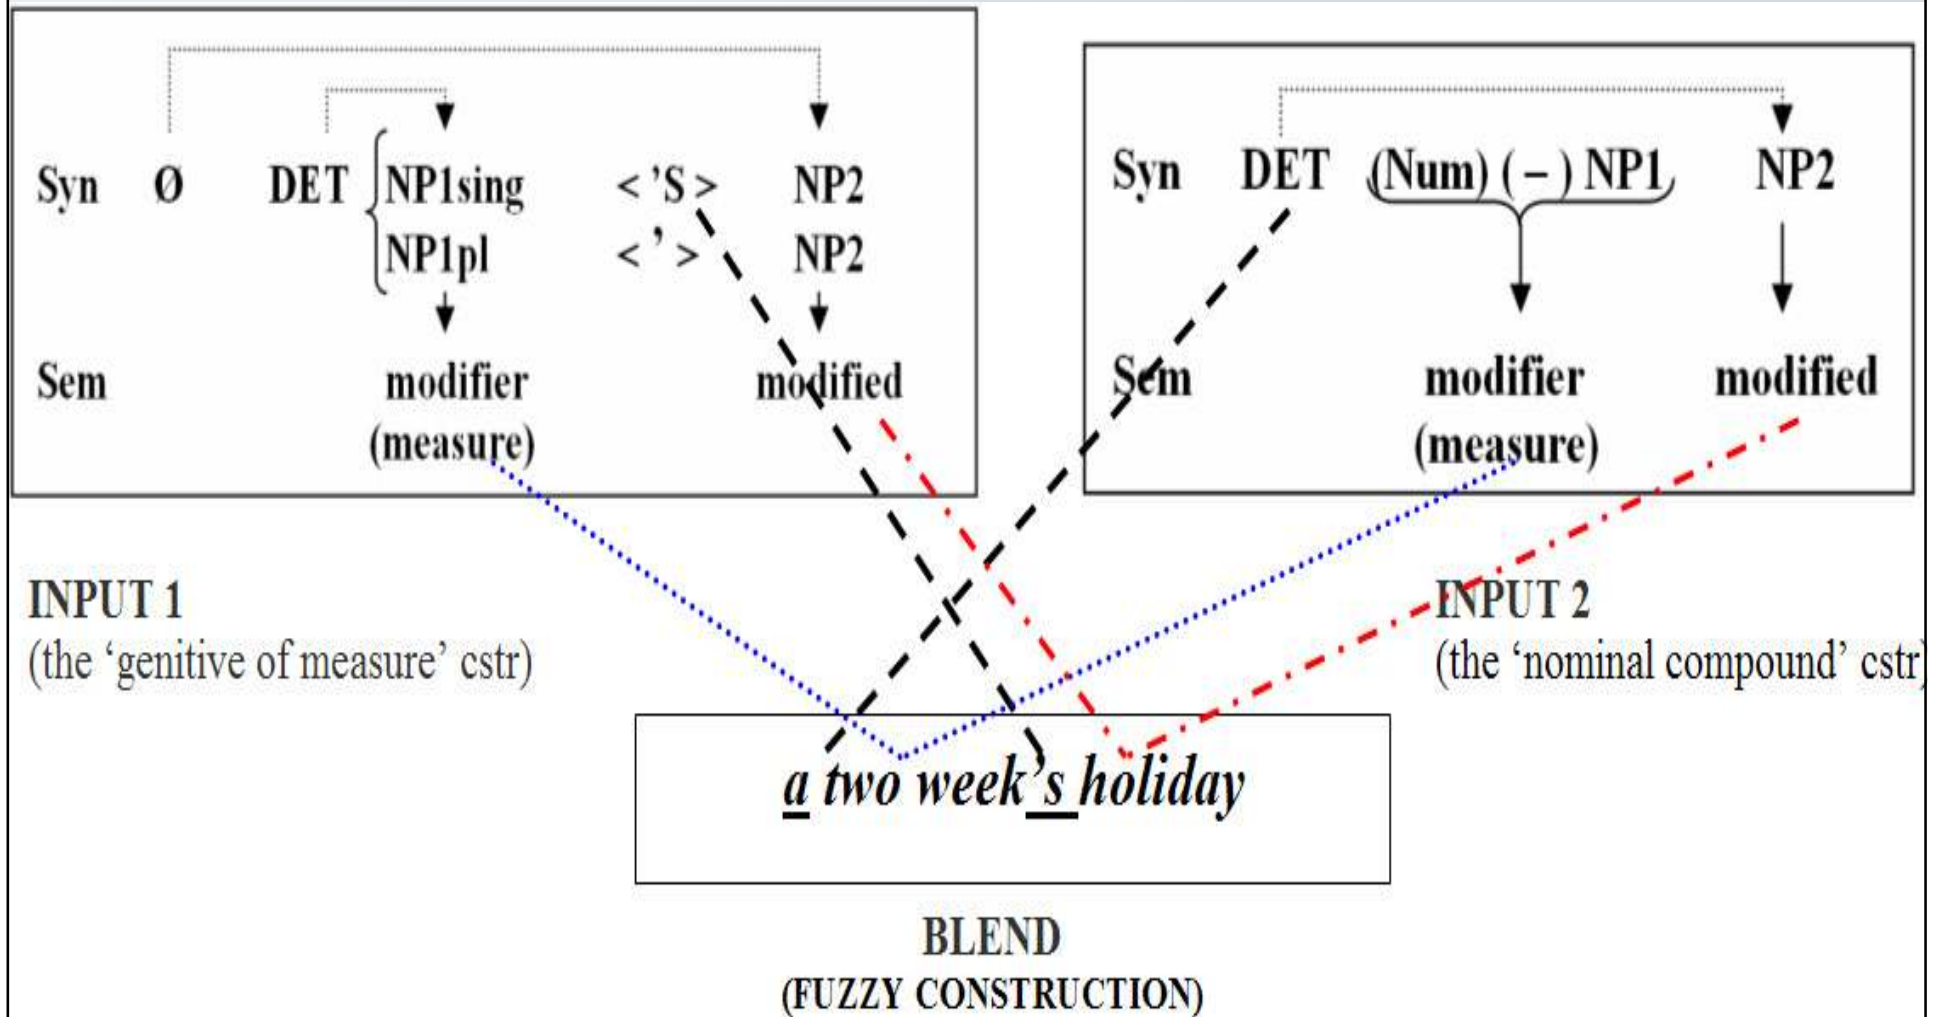 Syn Ø DET NP1sing < ’S > NP2
NP1pl < ’ > NP2
Sem modifier modified
(measure)
Syn DET (Num) ( – ) NP1 NP2
Sem modifier modified
(measure)
INPUT 1
(the ‘genitive of measure’ cstr)
INPUT 2
(the ‘nominal compound’ cstr)
a two week’s holiday
BLEND
(FUZZY CONSTRUCTION)